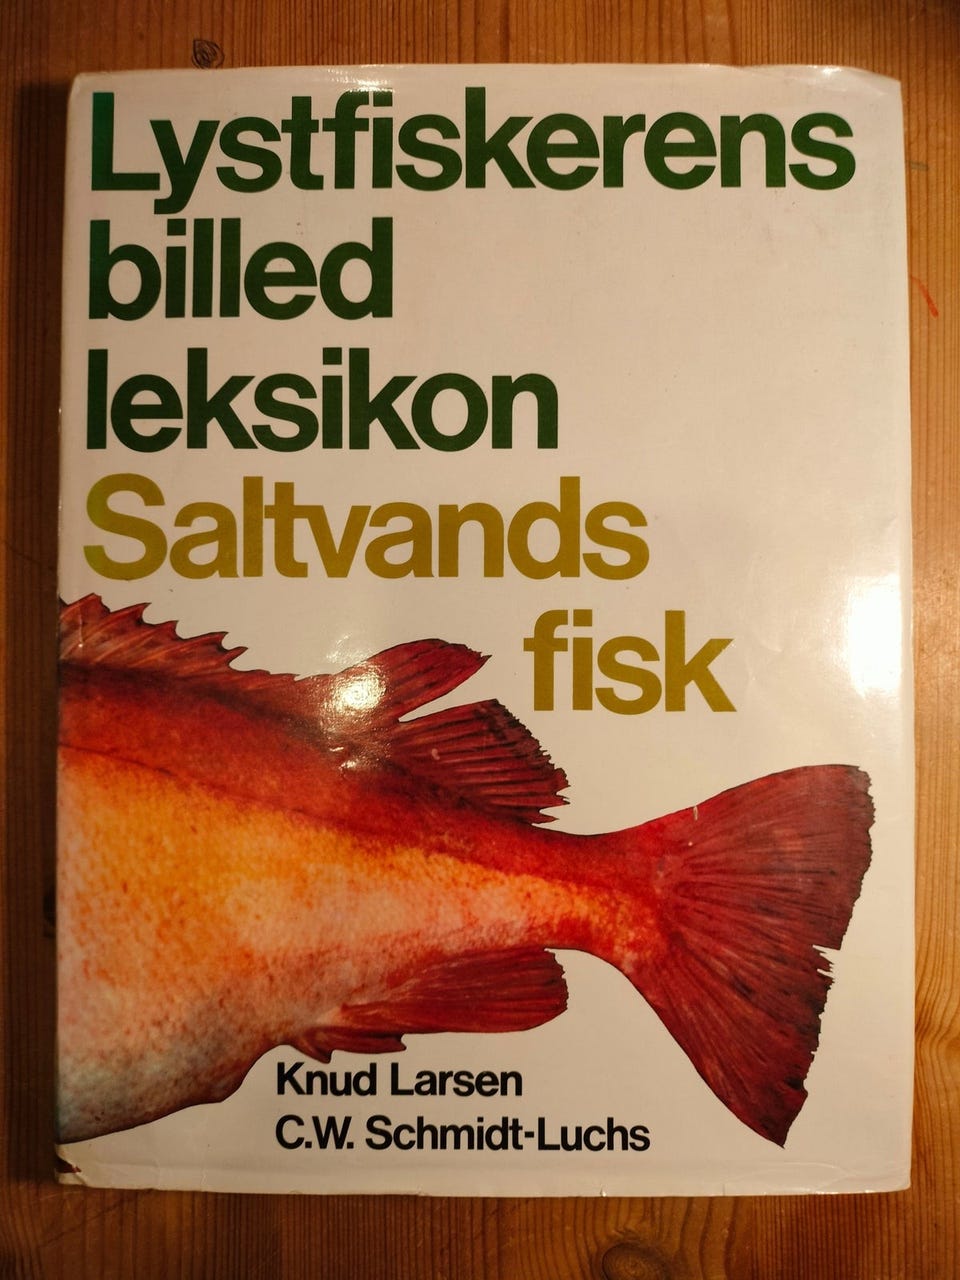 Lystfiskerens
billed
leksikon
Saltvands
fisk
Knud Larsen
C.W. Schmidt-Luchs